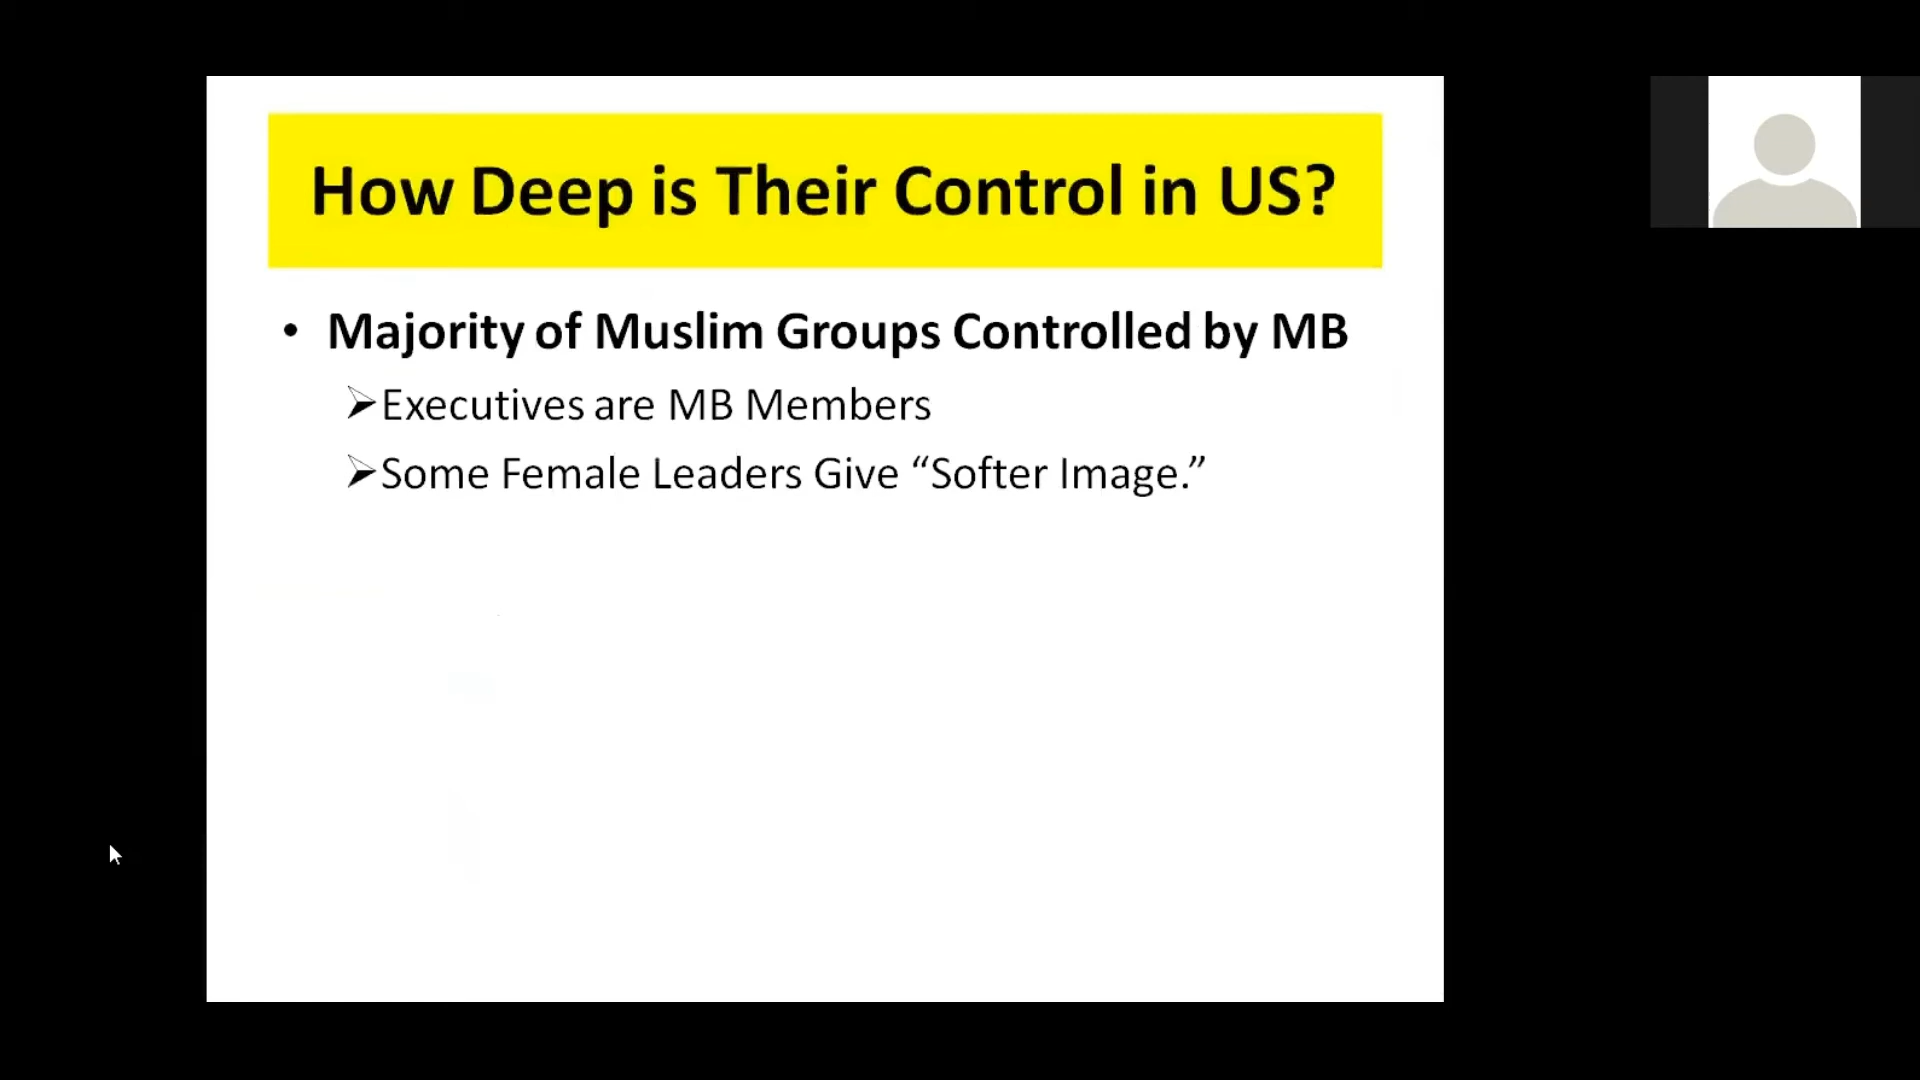 How Deep is Their Control in US?
• Majority of Muslim Groups Controlled by MB
➢Executives are MB Members
➢Some Female Leaders Give “Softer Image.”